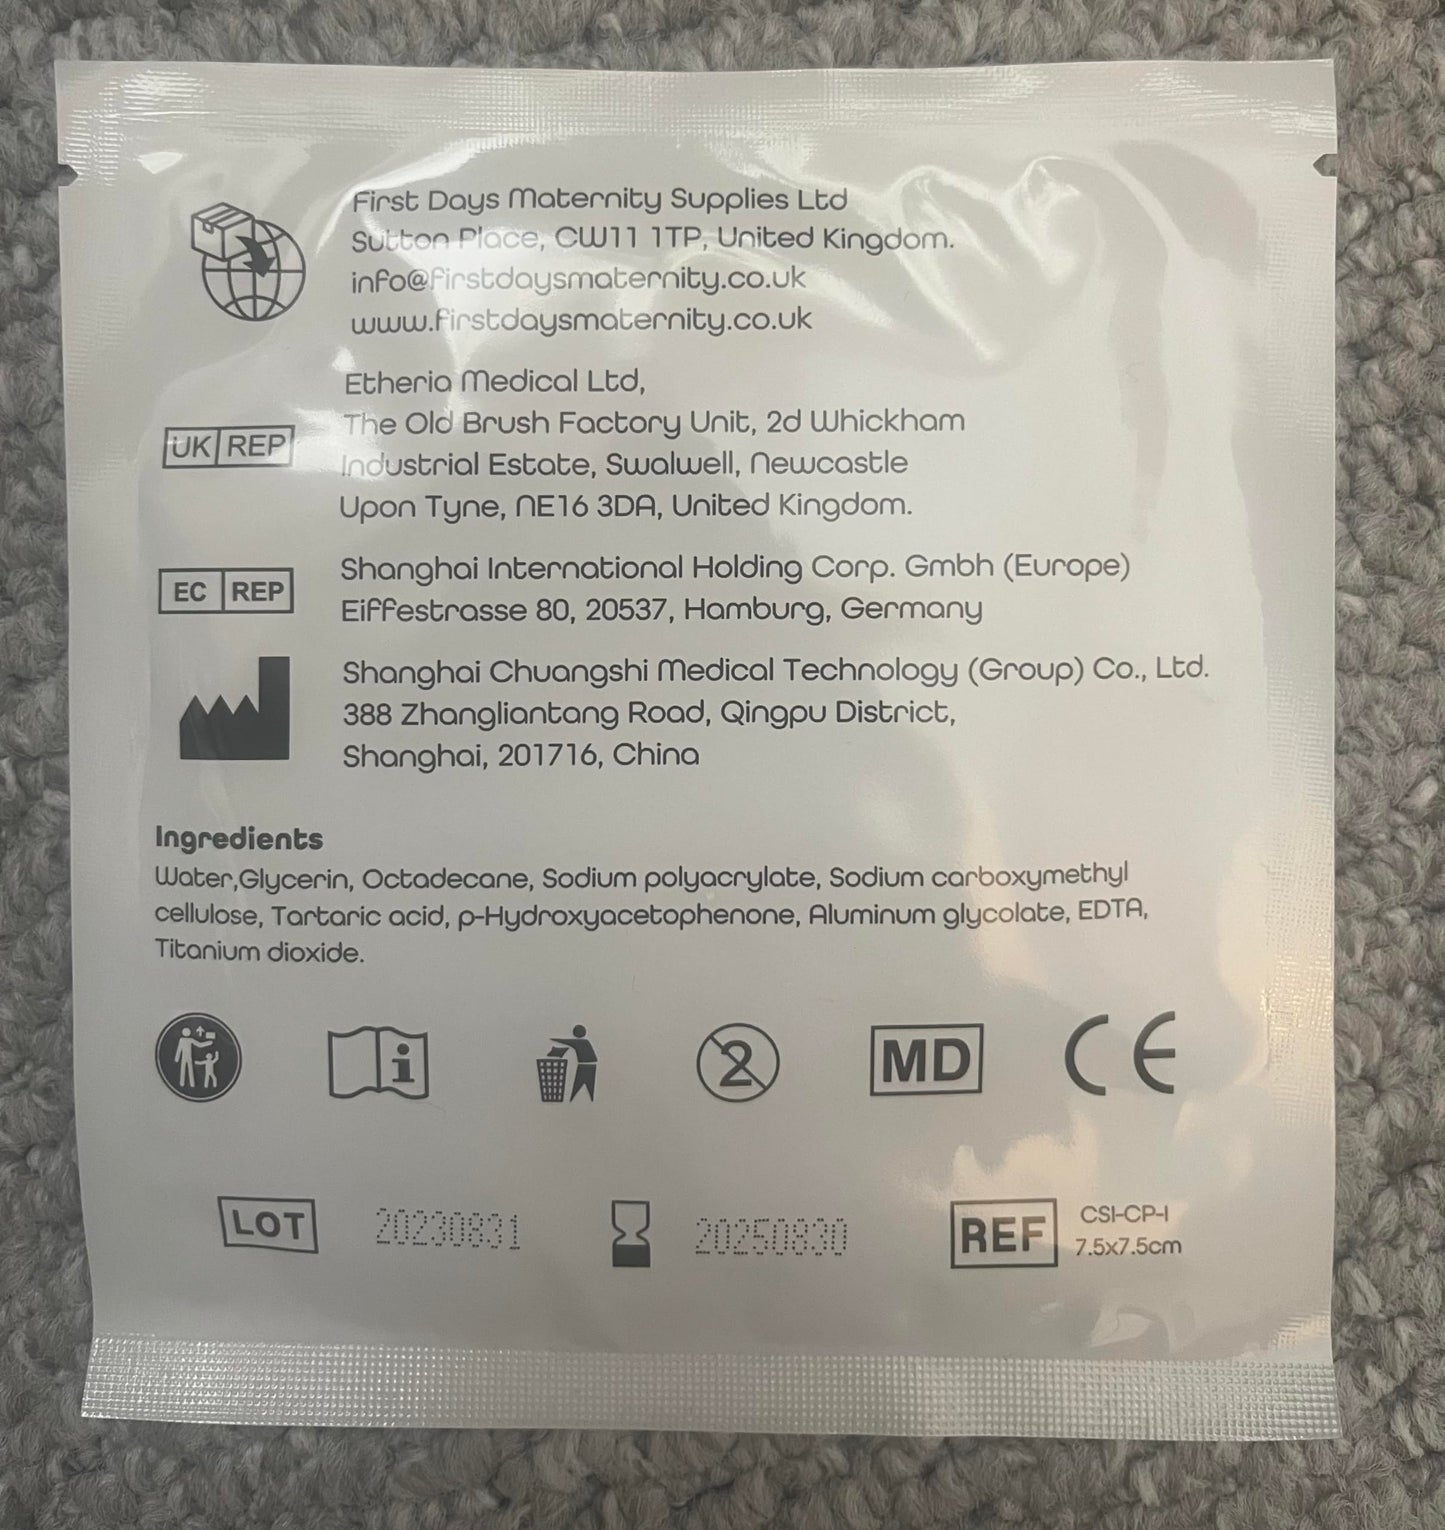 First Days Maternity Supplies Ltd
Sutton Place, CW11 1TP, United Kingdom.
info@firstdaysmaternity.co.uk
www.firstdaysmaternity.co.uk
Etheria Medical Ltd,
The Old Brush Factory Unit, 2d Whickham
Industrial Estate, Swalwell, Newcastle
Upon Tyne, NE16 3DA, United Kingdom.
UK REP
Shanghai International Holding Corp. Gmbh (Europe)
Eiffestrasse 80, 20537, Hamburg, Germany
EC REP
Shanghai Chuangshi Medical Technology (Group) Co., Ltd.
388 Zhangliantang Road, Qingpu District,
Shanghai, 201716, China
Ingredients
Water,Glycerin, Octadecane, Sodium polyacrylate, Sodium carboxymethyl
cellulose, Tartaric acid, p-Hydroxyacetophenone, Aluminum glycolate, EDTA,
Titanium dioxide.
i 2 MD CE
LOT 20230831 20250830 REF CSI-CP-I
7.5x7.5cm